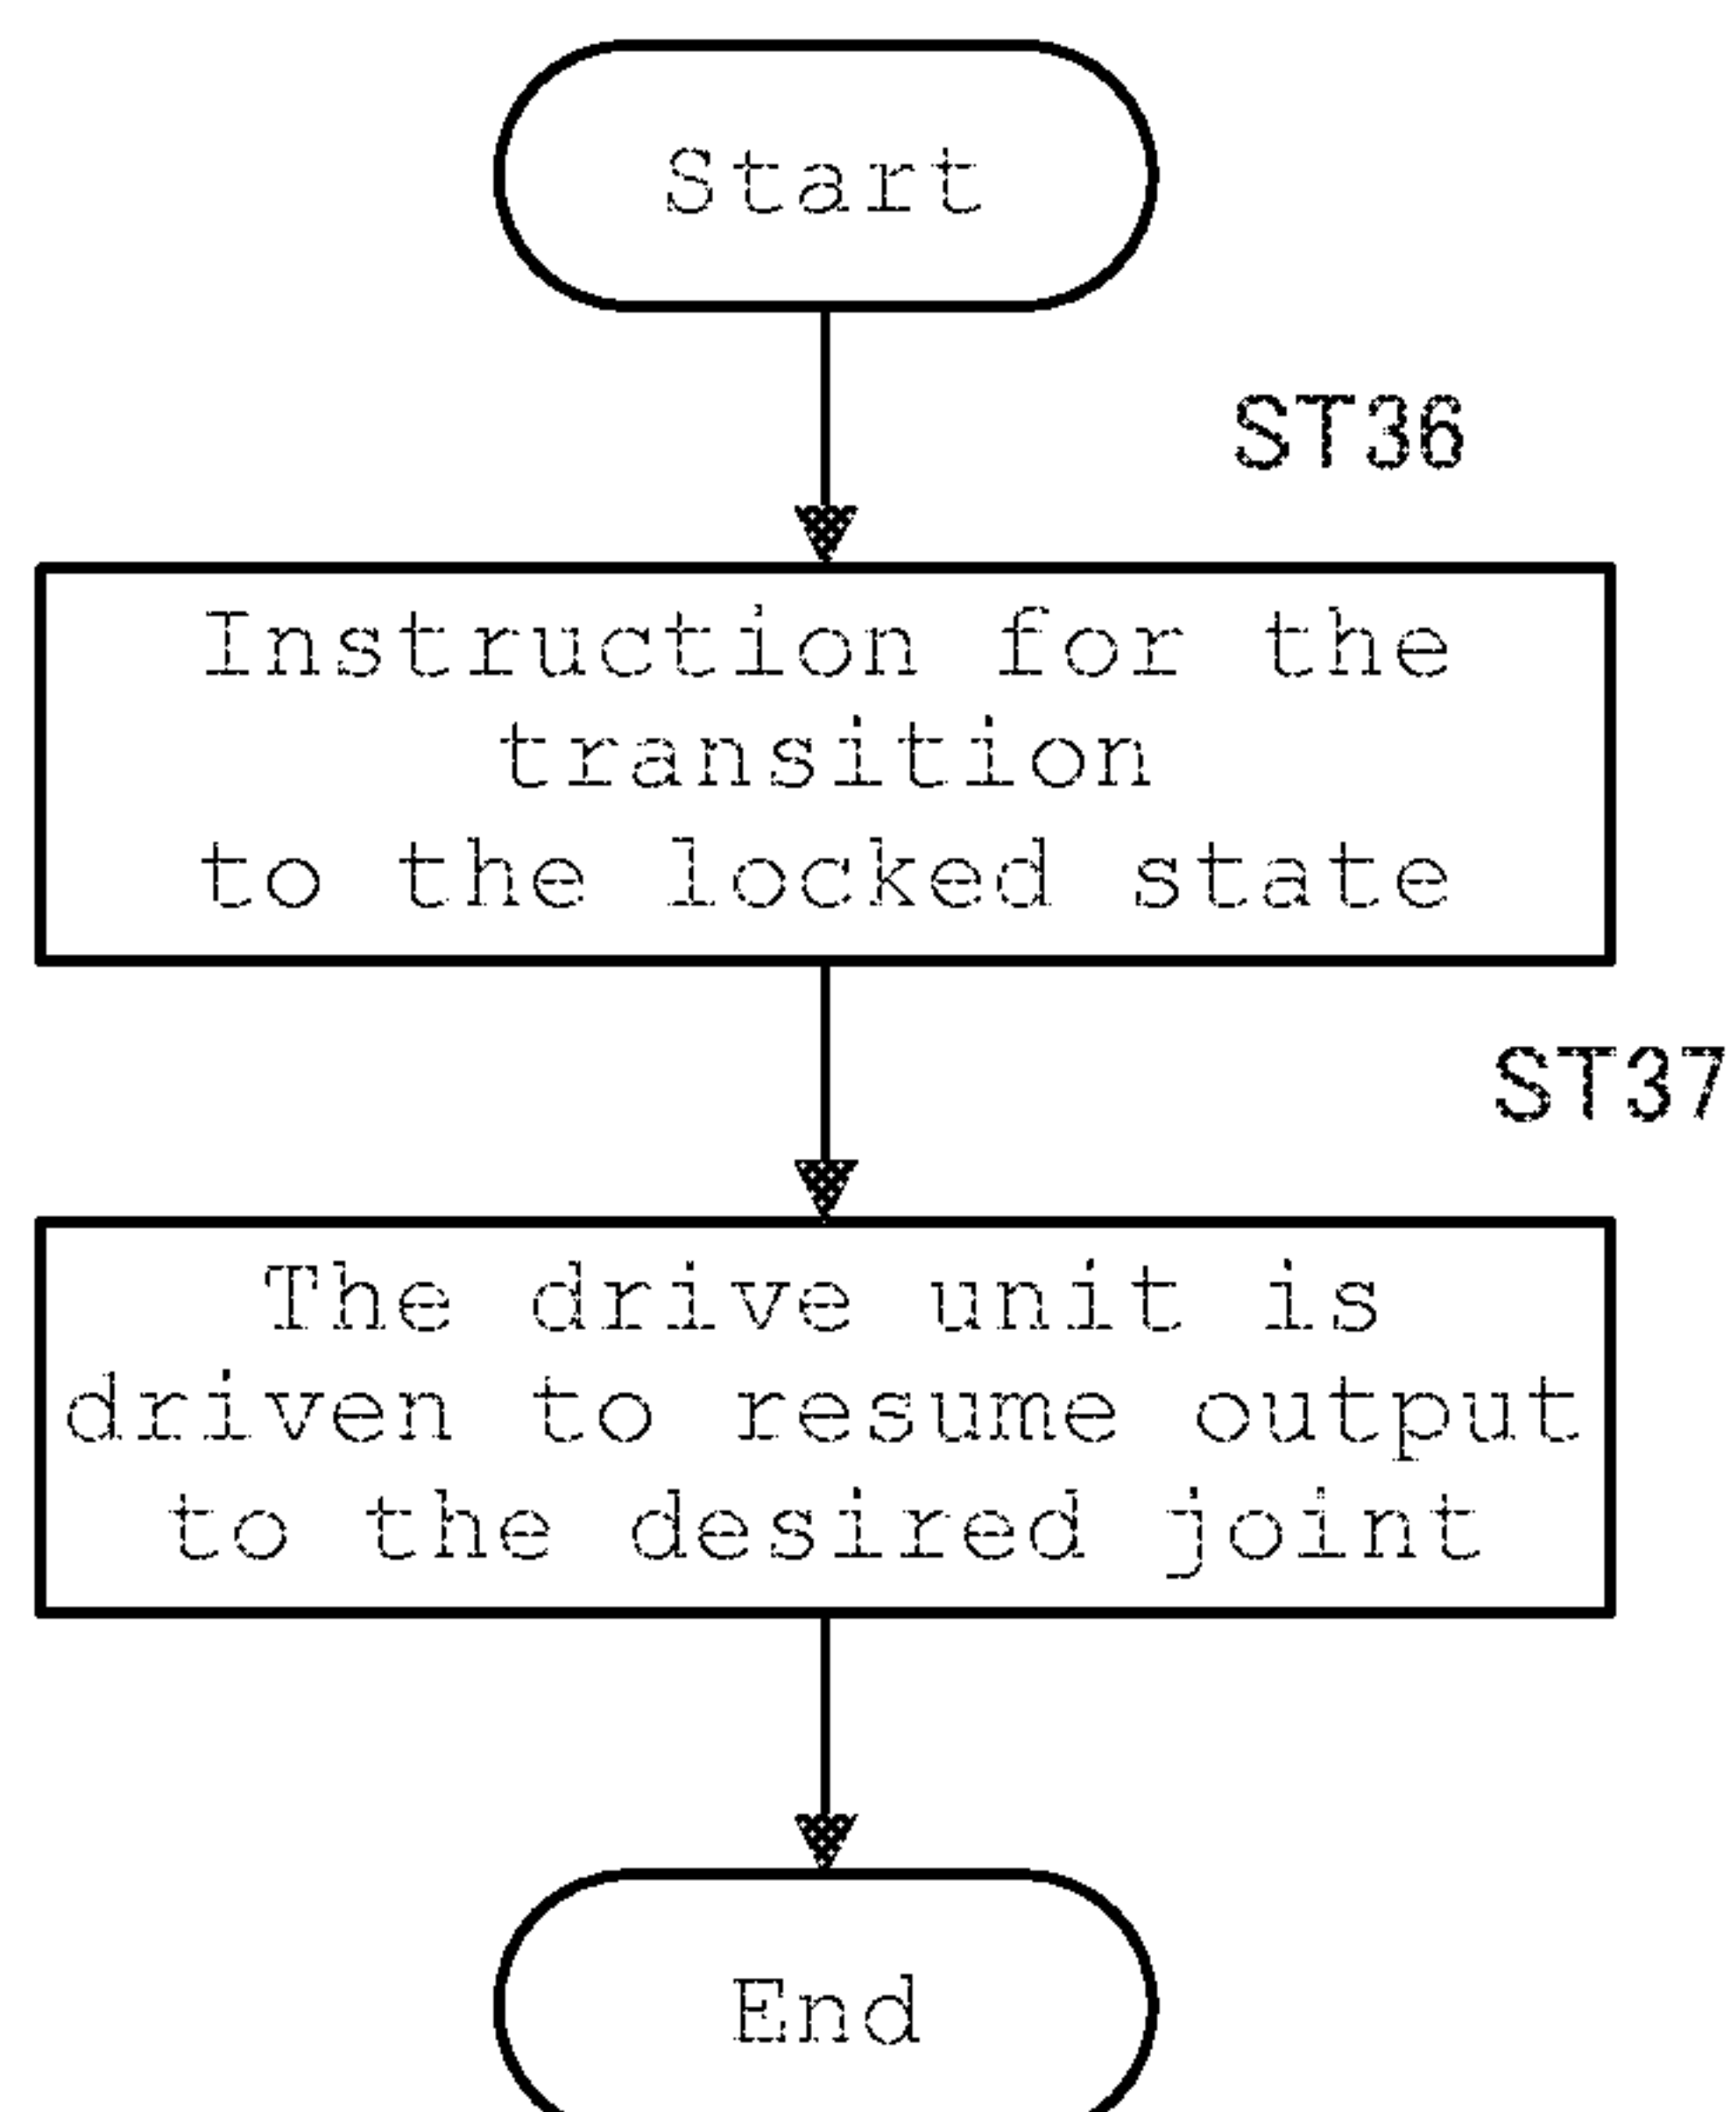 Start
ST36
Instruction for the
transition
to the locked state
ST37
The drive unit is
driven to resume output
to the desired joint
End